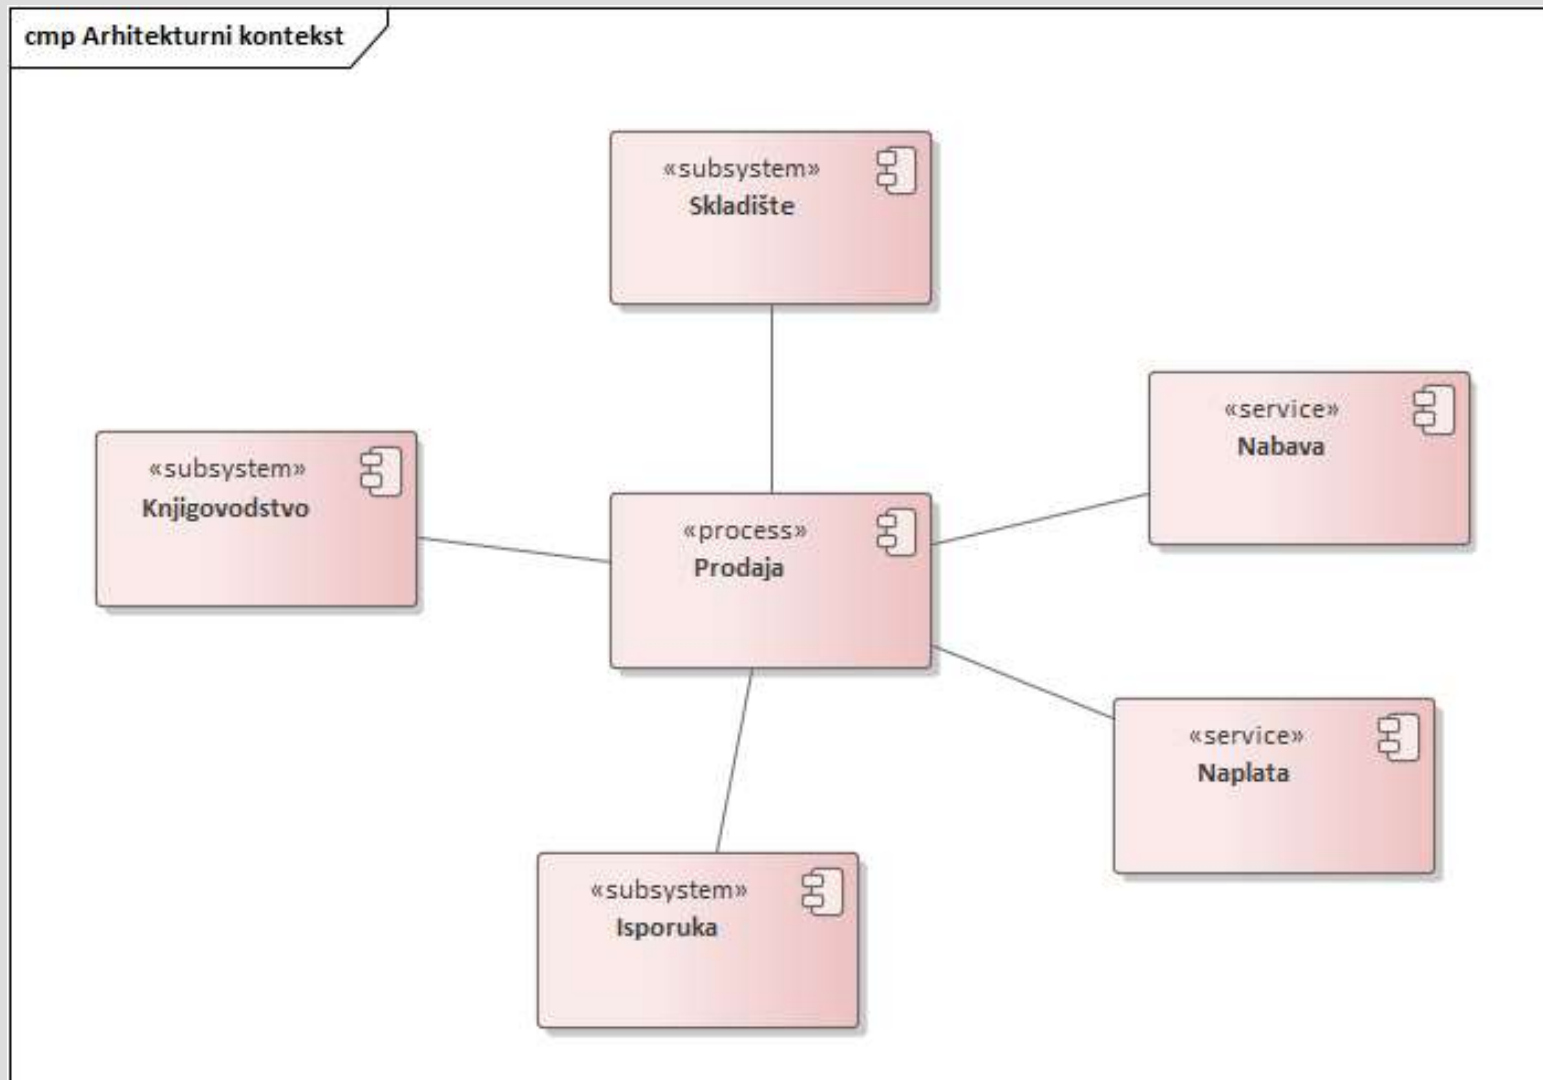 cmp Arhitekturni kontekst
«subsystem»
Skladište
«service»
Nabava
«subsystem»
Knjigovodstvo
«process»
Prodaja
«service»
Naplata
«subsystem»
Isporuka